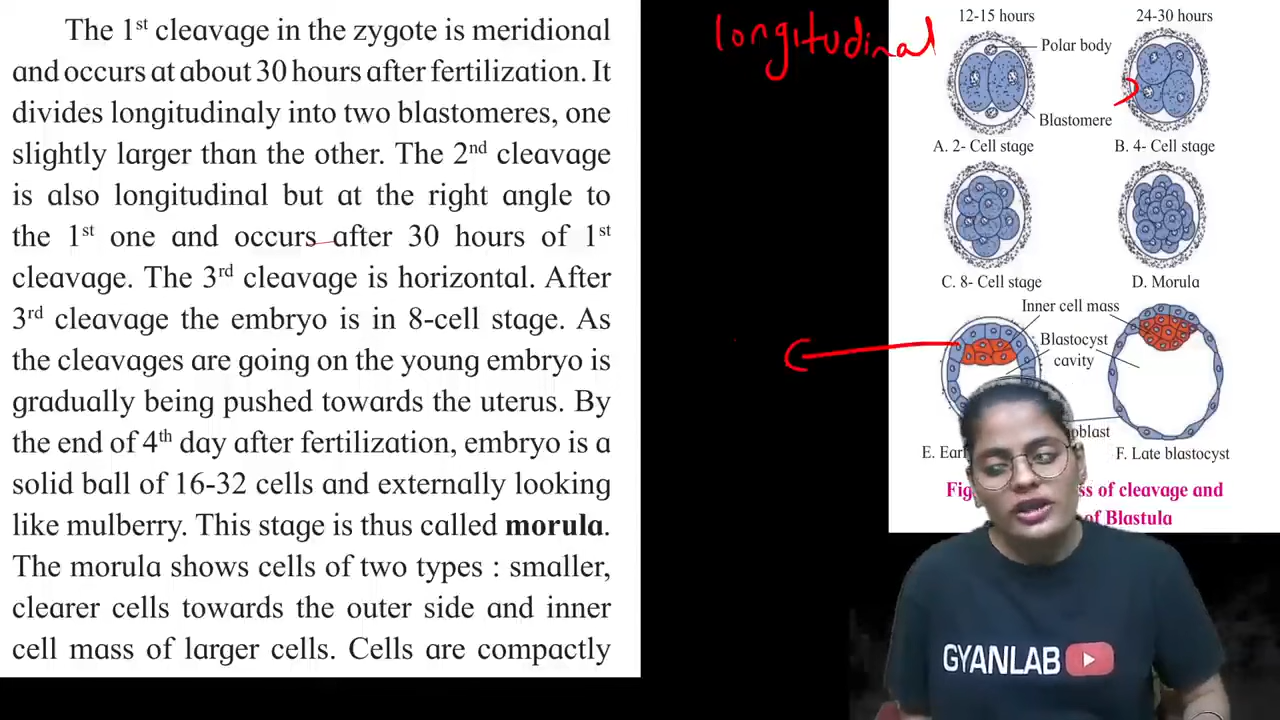 The 1st cleavage in the zygote is meridional
and occurs at about 30 hours after fertilization. It
divides longitudinaly into two blastomeres, one
slightly larger than the other. The 2nd cleavage
is also longitudinal but at the right angle to
the 1st one and occurs after 30 hours of 1st
cleavage. The 3rd cleavage is horizontal. After
3rd cleavage the embryo is in 8-cell stage. As
the cleavages are going on the young embryo is
gradually being pushed towards the uterus. By
the end of 4th day after fertilization, embryo is a
solid ball of 16-32 cells and externally looking
like mulberry. This stage is thus called morula.
The morula shows cells of two types : smaller,
clearer cells towards the outer side and inner
cell mass of larger cells. Cells are compactly
longitudinal
12-15 hours
24-30 hours
Polar body
Blastomere
A. 2- Cell stage
B. 4- Cell stage
C. 8- Cell stage
D. Morula
Inner cell mass
Blastocyst
cavity
F. Late blastocyst
of cleavage and
of Blastula
GYANLAB